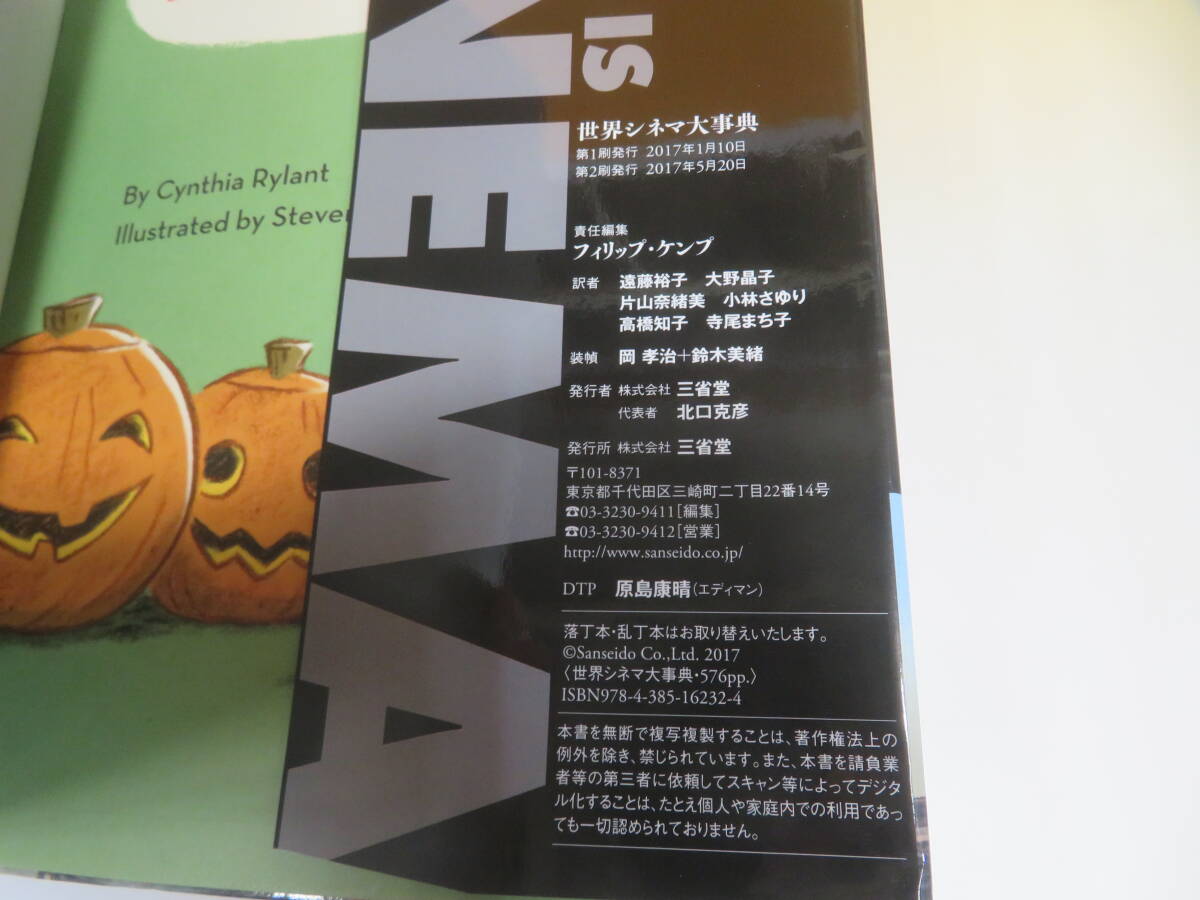 By Cynthia Rylant
Illustrated by Steven
NEMA
IS
世界シネマ大事典
第1刷発行 2017年1月10日
第2刷発行 2017年5月20日
責任編集
フィリップ・ケンプ
訳者 遠藤裕子 大野晶子
片山奈緒美 小林さゆり
高橋知子 寺尾まち子
装幀 岡 孝治+鈴木美緒
発行者 株式会社 三省堂
代表者 北口克彦
発行所 株式会社 三省堂
〒101-8371
東京都千代田区三崎町二丁目22番14号
☎03-3230-9411[編集]
☎03-3230-9412[営業]
http://www.sanseido.co.jp/
DTP 原島康晴(エディマン)
落丁本・乱丁本はお取り替えいたします。
©Sanseido Co.,Ltd. 2017
〈世界シネマ大事典・576pp.〉
ISBN978-4-385-16232-4
本書を無断で複写複製することは、著作権法上の
例外を除き、禁じられています。また、本書を請負業
者等の第三者に依頼してスキャン等によってデジタ
ル化することは、たとえ個人や家庭内での利用であっ
ても一切認められておりません。